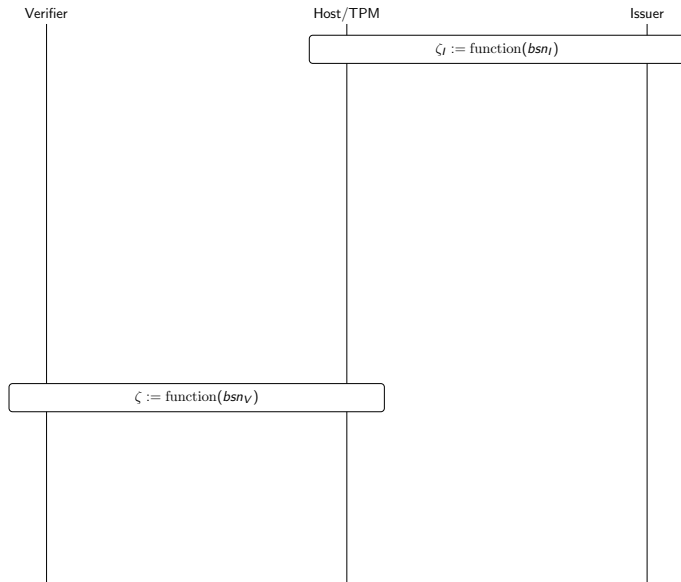 Verifier Host/TPM Issuer
ζ_I := function(bsn_I)
ζ := function(bsn_V)